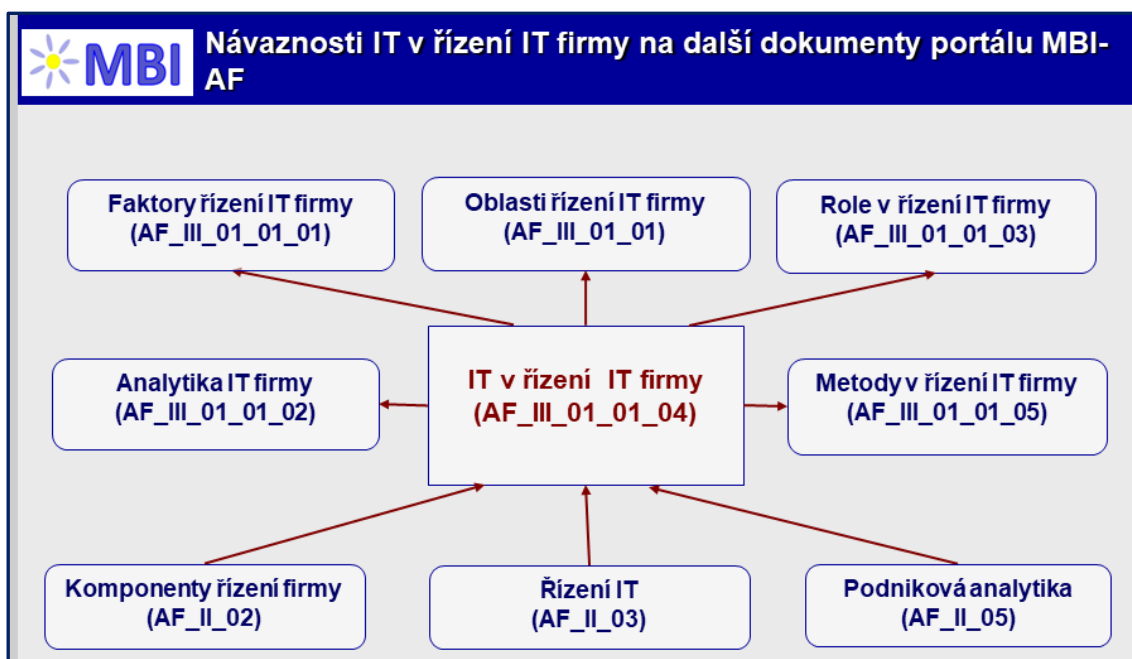 MBI
Návaznosti IT v řízení IT firmy na další dokumenty portálu MBI-
AF
Faktory řízení IT firmy
(AF_III_01_01_01)
Oblasti řízení IT firmy
(AF_III_01_01)
Role v řízení IT firmy
(AF_III_01_01_03)
Analytika IT firmy
(AF_III_01_01_02)
IT v řízení IT firmy
(AF_III_01_01_04)
Metody v řízení IT firmy
(AF_III_01_01_05)
Komponenty řízení firmy
(AF_II_02)
Řízení IT
(AF_II_03)
Podniková analytika
(AF_II_05)